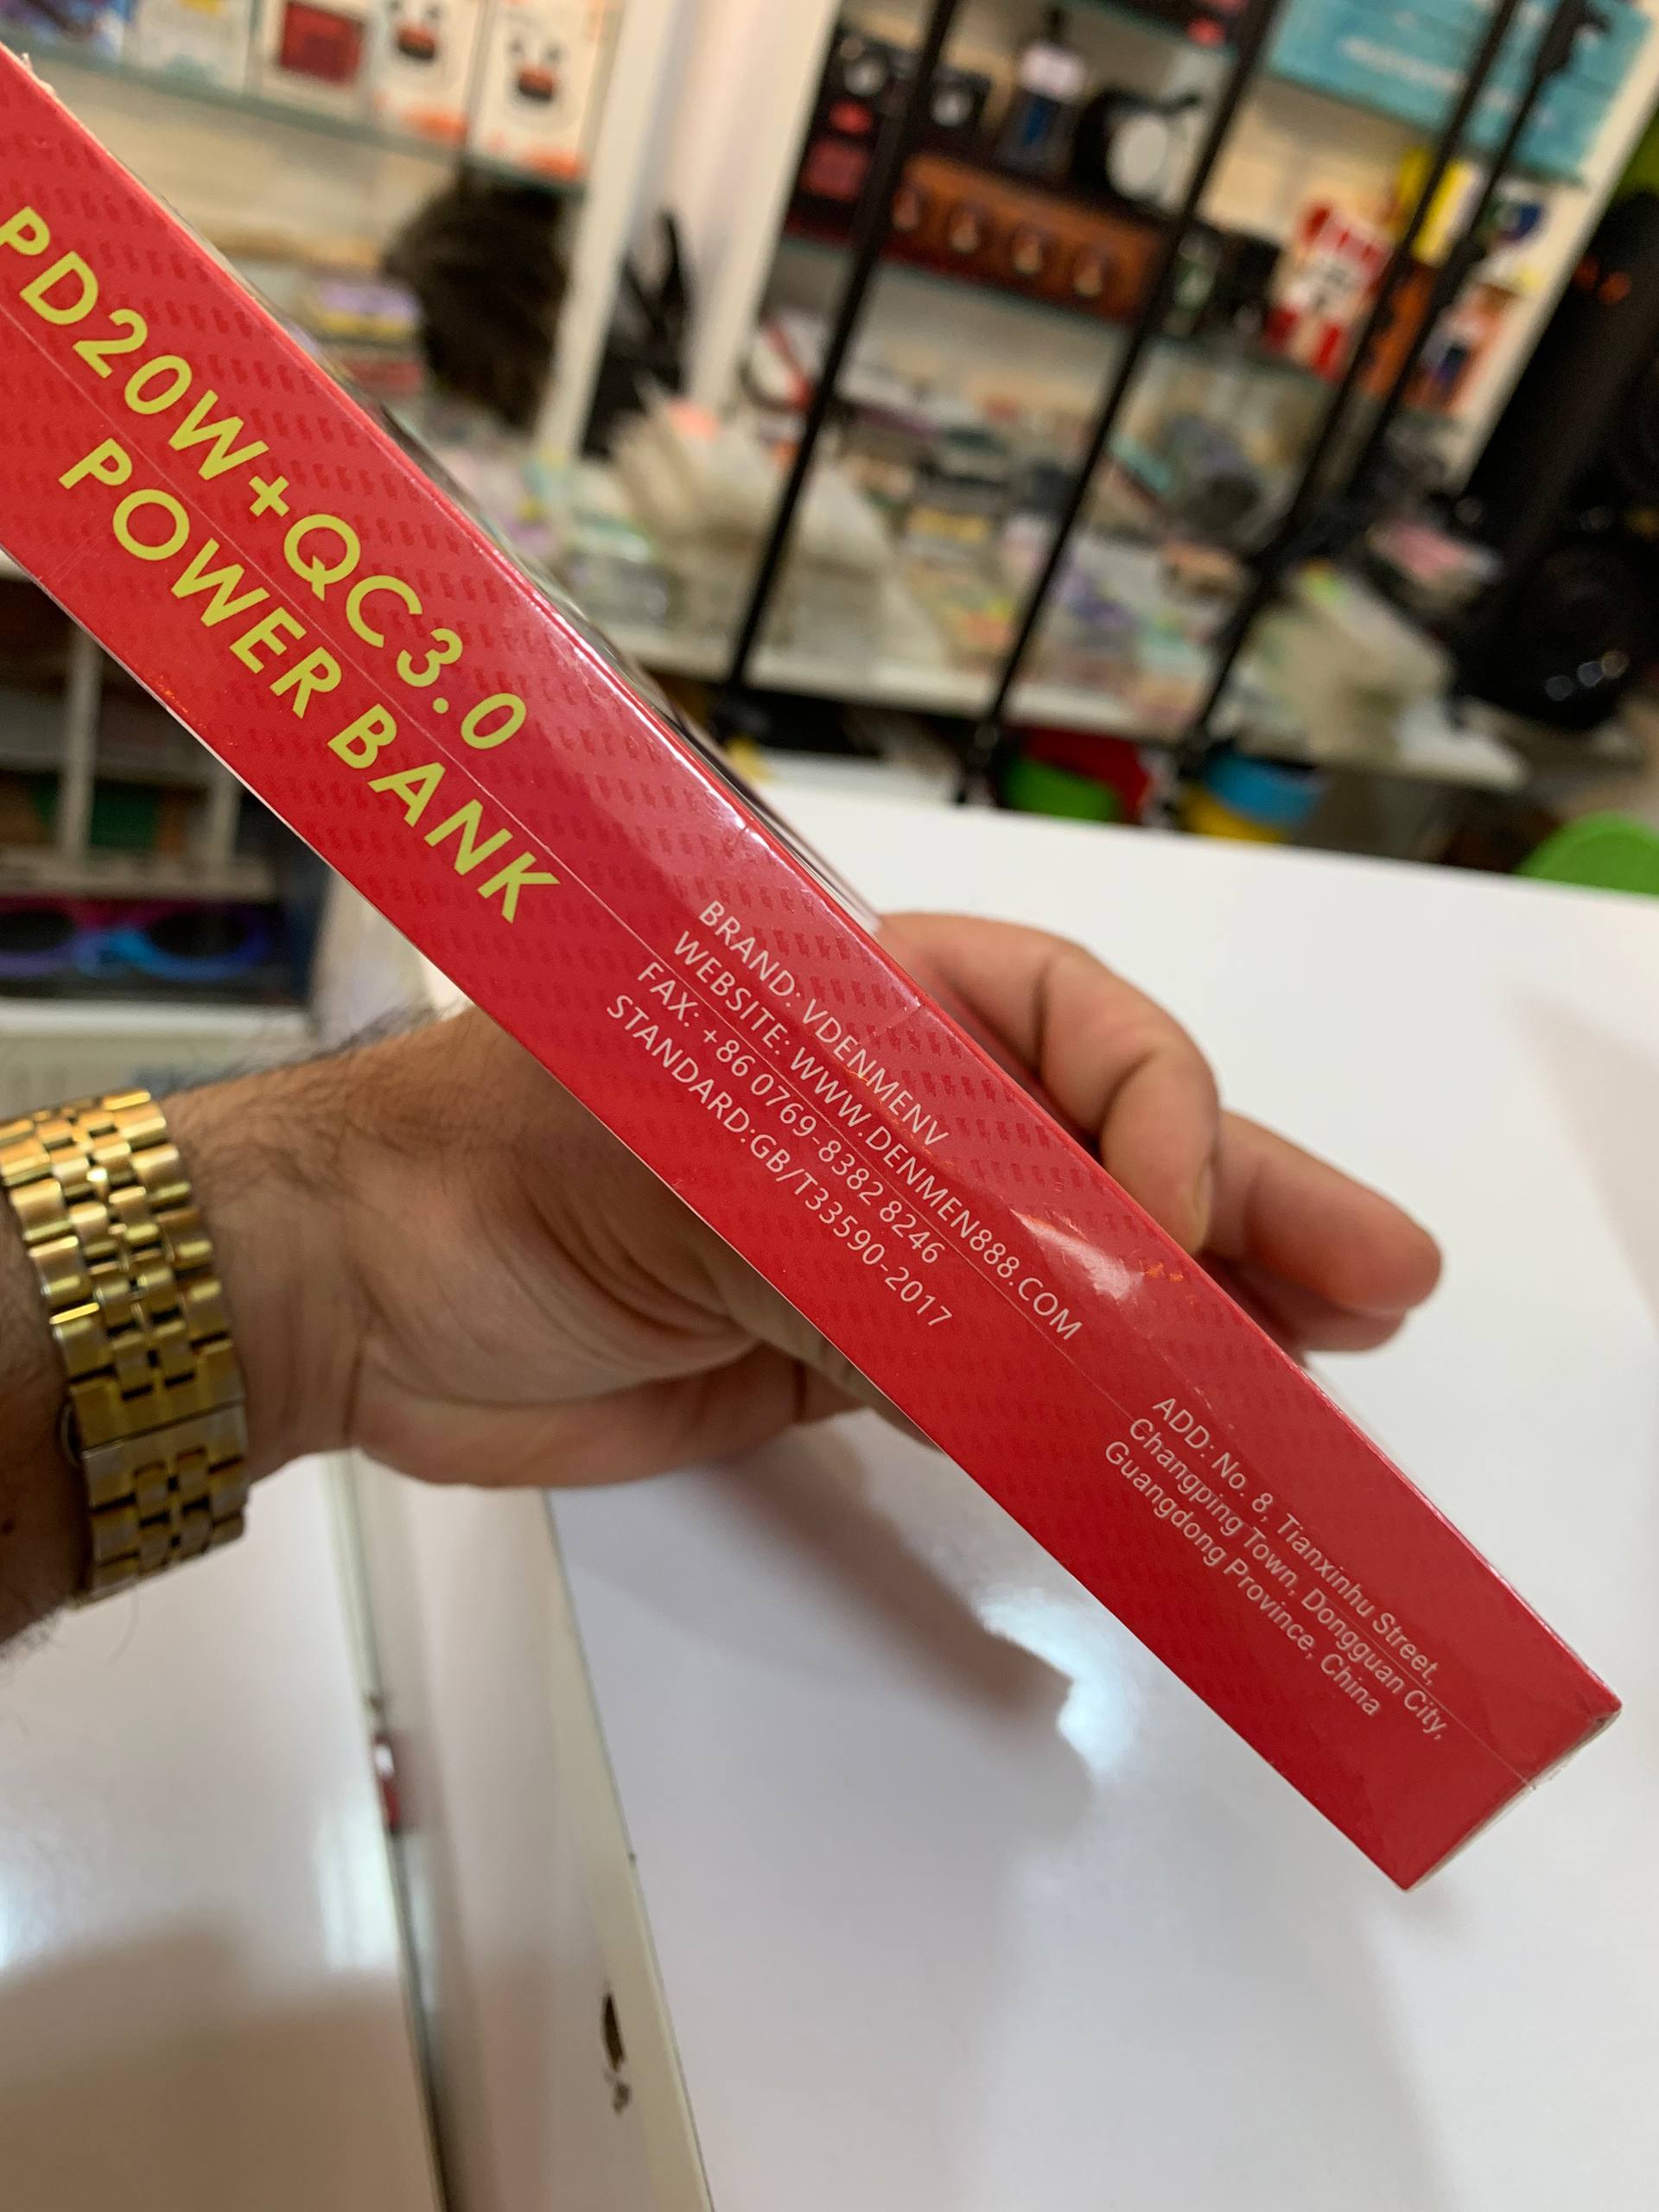 PD20W+QC3.0
POWER BANK
BRAND: VDENMENV
WEBSITE: WWW.DENMEN888.COM
FAX: +86 0769-8382 8246
STANDARD:GB/T33590-2017
ADD: No. 8, Tianxinhu Street,
Changping Town, Dongguan City,
Guangdong Province, China